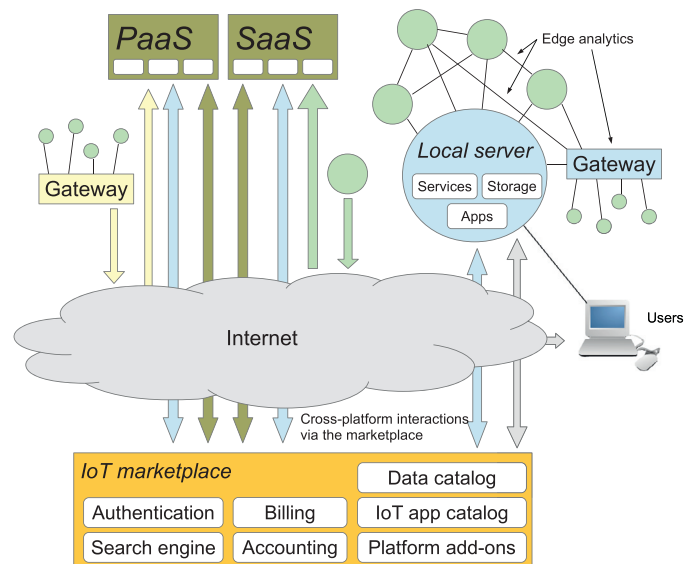 PaaS
SaaS
Edge analytics
Local server
Gateway
Services
Storage
Apps
Gateway
Users
Internet
Cross-platform interactions
via the marketplace
IoT marketplace
Data catalog
Authentication
Billing
IoT app catalog
Search engine
Accounting
Platform add-ons